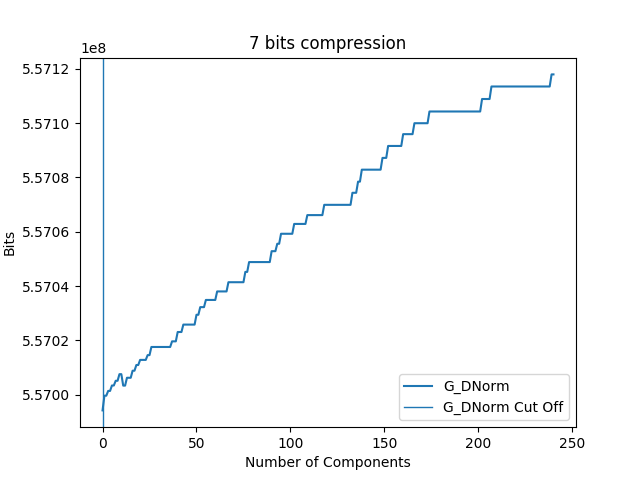 7 bits compression
1e8
5.5712
5.5710
5.5708
5.5706
5.5704
5.5702
5.5700
Bits
0 50 100 150 200 250
Number of Components
G_DNorm
G_DNorm Cut Off